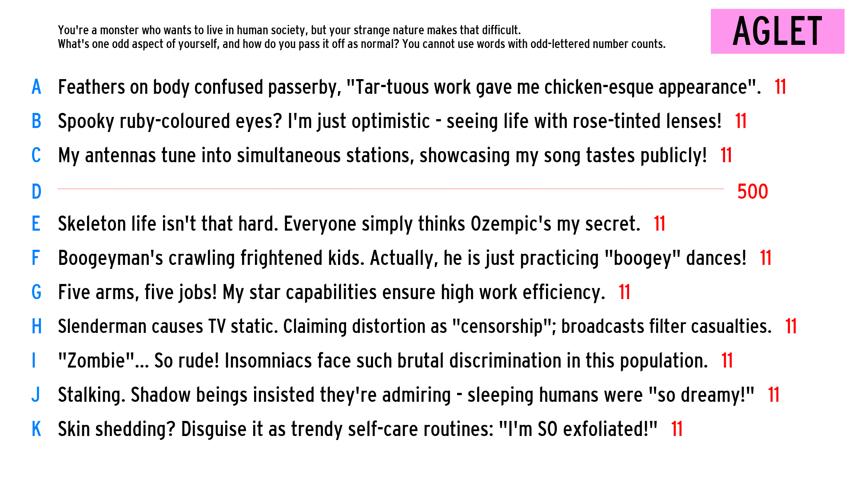 You're a monster who wants to live in human society, but your strange nature makes that difficult.
What's one odd aspect of yourself, and how do you pass it off as normal? You cannot use words with odd-lettered number counts.
AGLET
A Feathers on body confused passerby, "Tar-tuous work gave me chicken-esque appearance". 11
B Spooky ruby-coloured eyes? I'm just optimistic - seeing life with rose-tinted lenses! 11
C My antennas tune into simultaneous stations, showcasing my song tastes publicly! 11
D 500
E Skeleton life isn't that hard. Everyone simply thinks Ozempic's my secret. 11
F Boogeyman's crawling frightened kids. Actually, he is just practicing "boogey" dances! 11
G Five arms, five jobs! My star capabilities ensure high work efficiency. 11
H Slenderman causes TV static. Claiming distortion as "censorship"; broadcasts filter casualties. 11
I "Zombie"... So rude! Insomniacs face such brutal discrimination in this population. 11
J Stalking. Shadow beings insisted they're admiring - sleeping humans were "so dreamy!" 11
K Skin shedding? Disguise it as trendy self-care routines: "I'm SO exfoliated!" 11